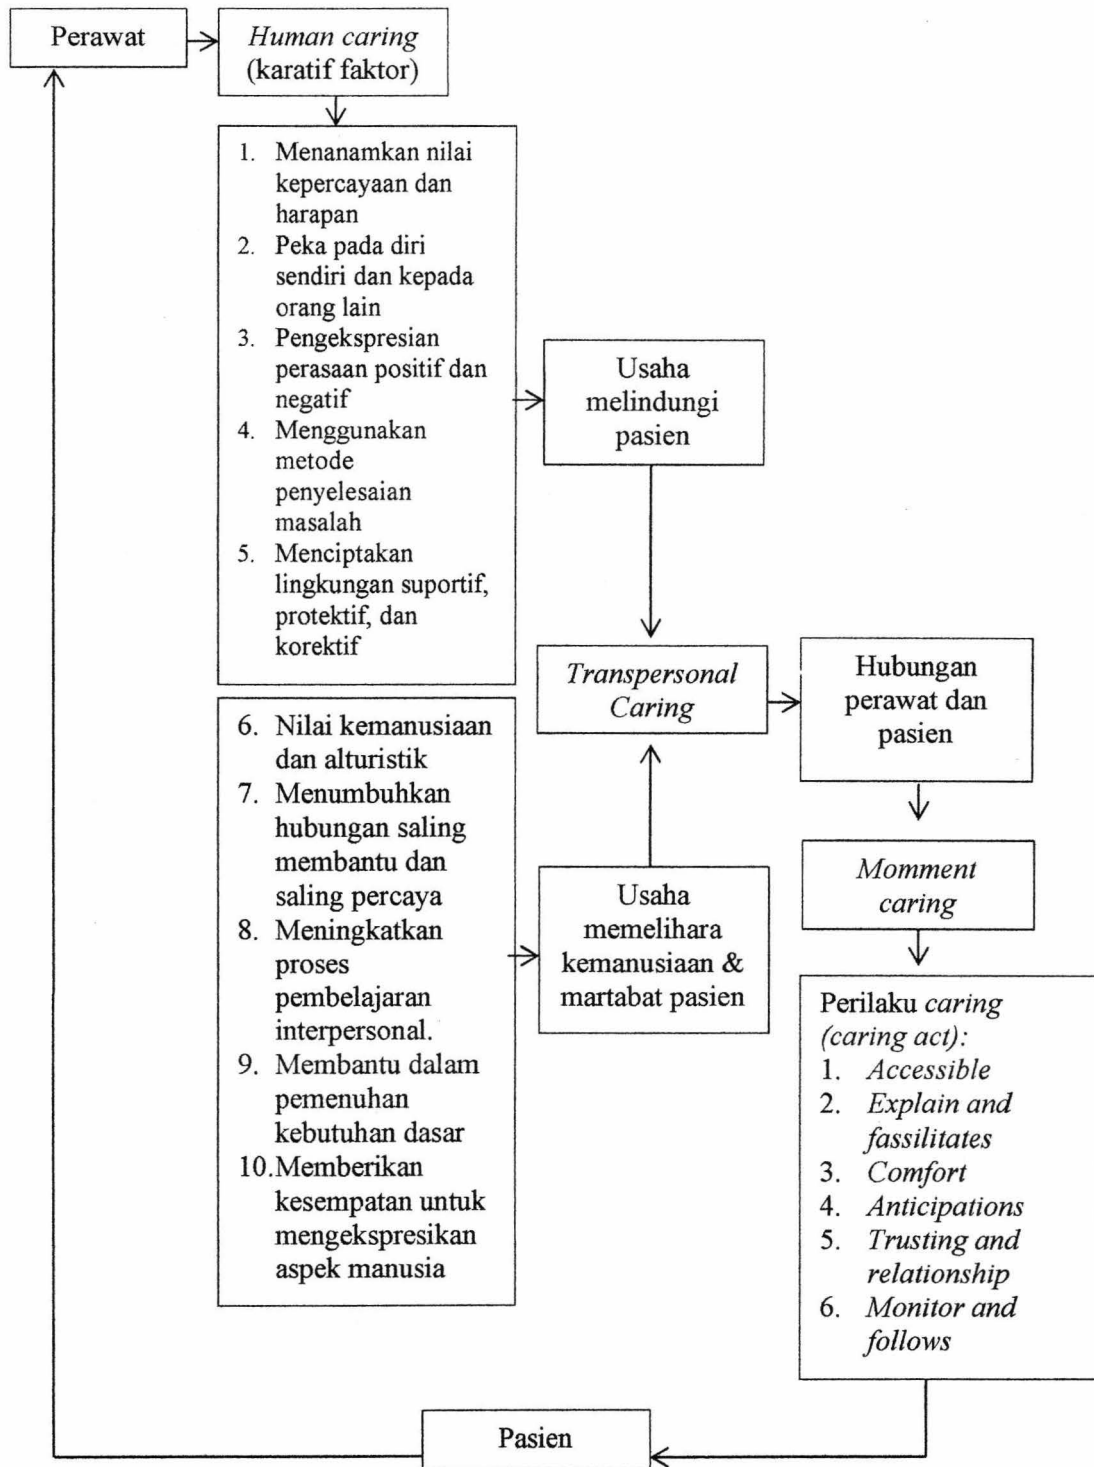 Perawat
Human caring
(karatif faktor)
1. Menanamkan nilai
kepercayaan dan
harapan
2. Peka pada diri
sendiri dan kepada
orang lain
3. Pengekspresian
perasaan positif dan
negatif
4. Menggunakan
metode
penyelesaian
masalah
5. Menciptakan
lingkungan suportif,
protektif, dan
korektif
Usaha
melindungi
pasien
Transpersonal
Caring
Hubungan
perawat dan
pasien
6. Nilai kemanusiaan
dan alturistik
7. Menumbuhkan
hubungan saling
membantu dan
saling percaya
8. Meningkatkan
proses
pembelajaran
interpersonal.
9. Membantu dalam
pemenuhan
kebutuhan dasar
10.Memberikan
kesempatan untuk
mengekspresikan
aspek manusia
Usaha
memelihara
kemanusiaan &
martabat pasien
Momment
caring
Perilaku caring
(caring act):
1. Accessible
2. Explain and
fassilitates
3. Comfort
4. Anticipations
5. Trusting and
relationship
6. Monitor and
follows
Pasien